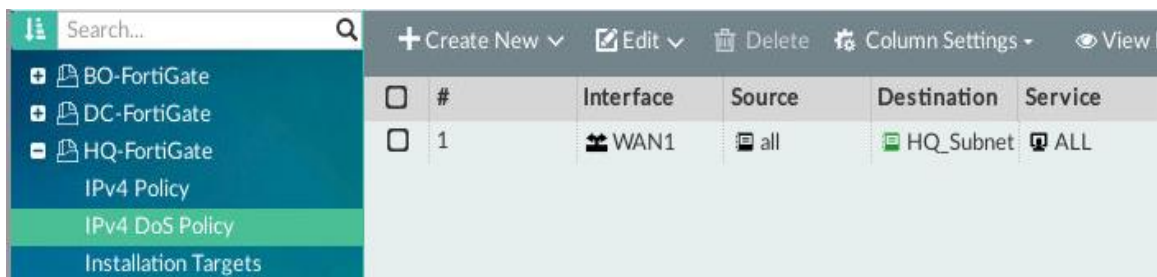 Search...
BO-FortiGate
DC-FortiGate
HQ-FortiGate
IPv4 Policy
IPv4 DoS Policy
Installation Targets
Create New Edit Delete Column Settings View
# Interface Source Destination Service
1 WAN1 all HQ_Subnet ALL